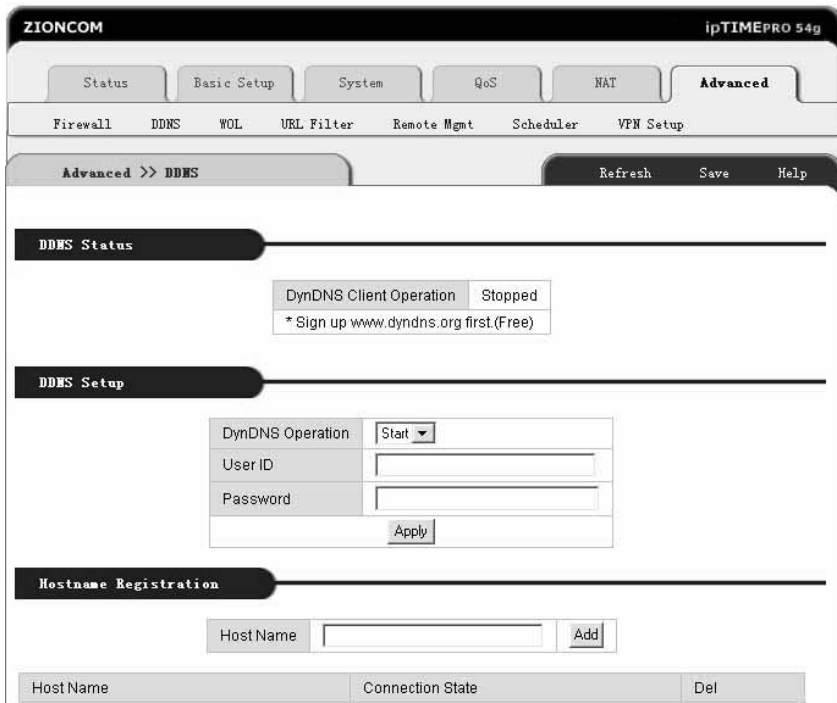 ZIONCOM ipTIMEPRO 54g
Status Basic Setup System QoS NAT Advanced
Firewall DDNS WOL URL Filter Remote Mgmt Scheduler VPN Setup
Advanced >> DDNS Refresh Save Help
DDNS Status
DynDNS Client Operation Stopped
* Sign up www.dyndns.org first.(Free)
DDNS Setup
DynDNS Operation Start
User ID
Password
Apply
Hostname Registration
Host Name Add
Host Name Connection State Del